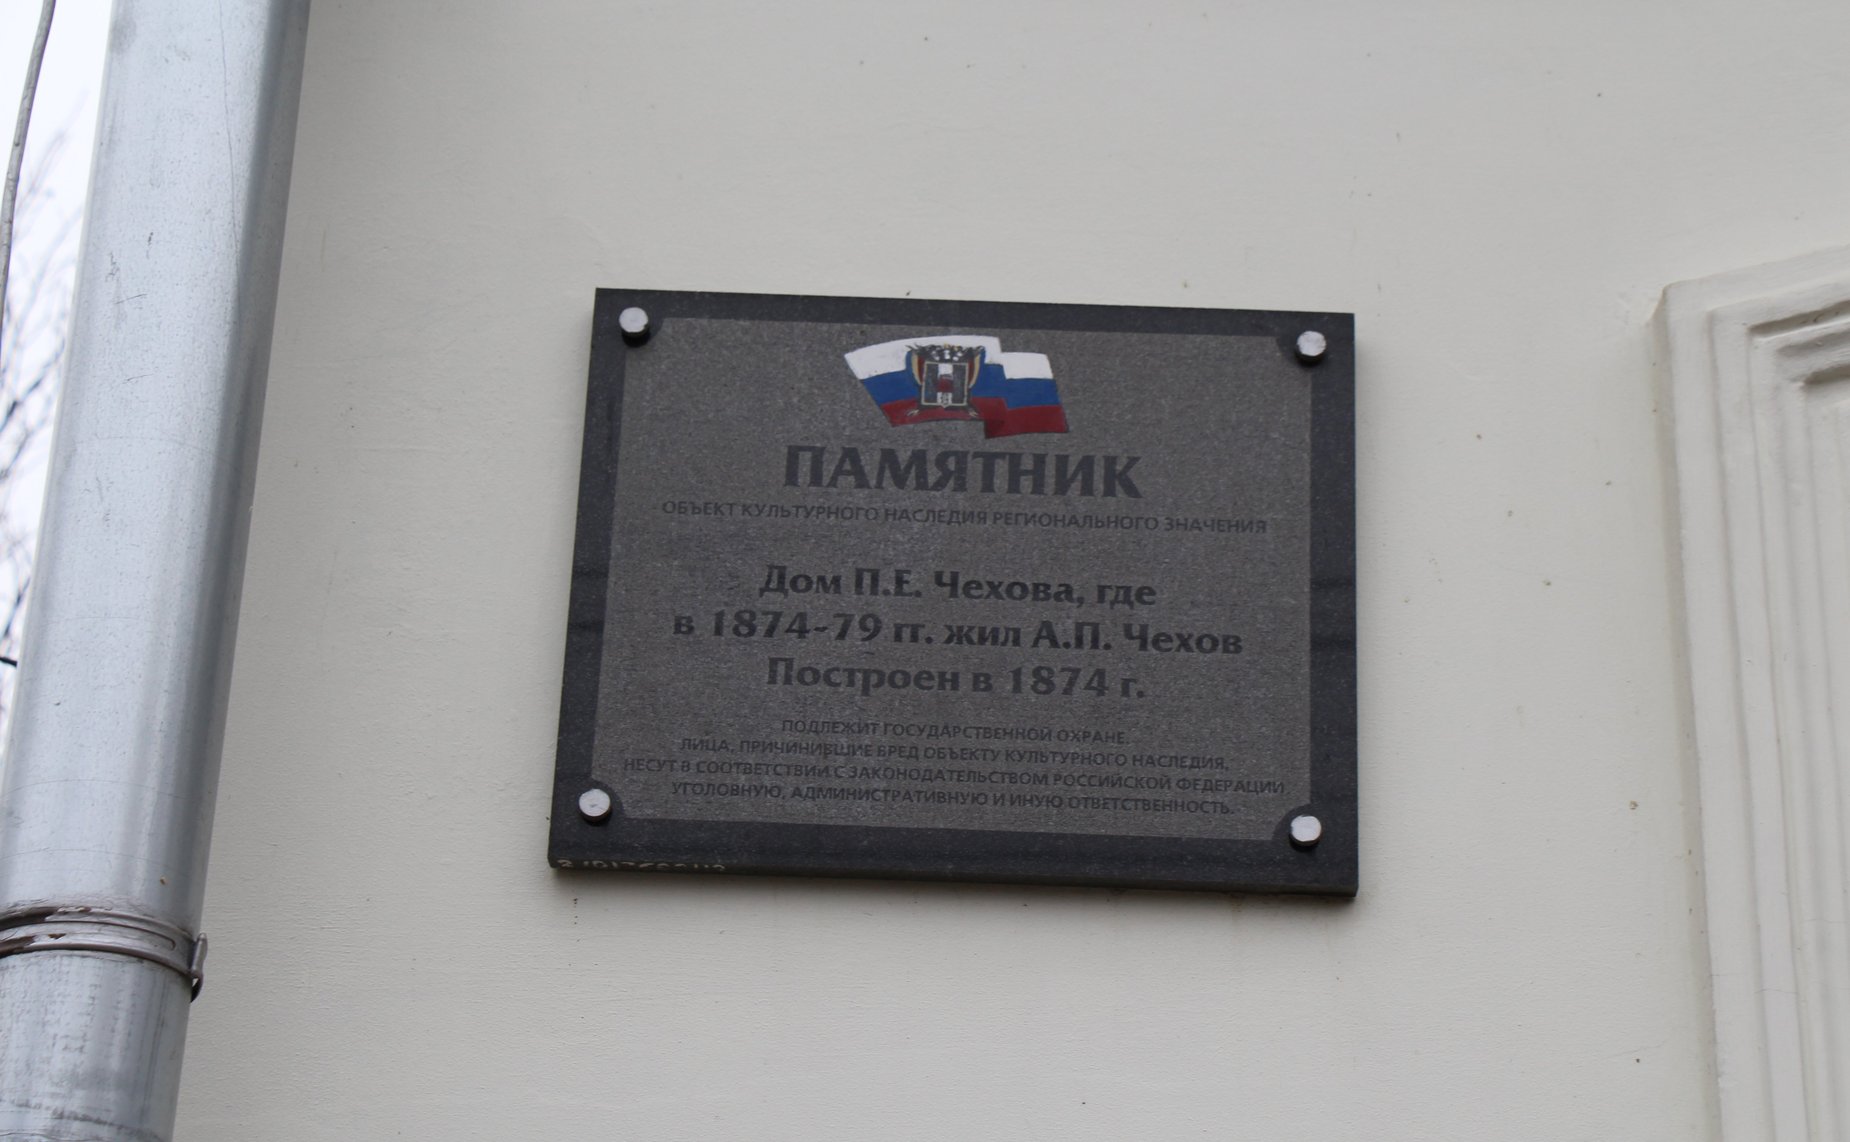 ПАМЯТНИК
ОБЪЕКТ КУЛЬТУРНОГО НАСЛЕДИЯ РЕГИОНАЛЬНОГО ЗНАЧЕНИЯ
Дом П.Е. Чехова, где
в 1874-79 гг. жил А.П. Чехов
Построен в 1874 г.
ПОДЛЕЖИТ ГОСУДАРСТВЕННОЙ ОХРАНЕ.
ЛИЦА, ПРИЧИНИВШИЕ ВРЕД ОБЪЕКТУ КУЛЬТУРНОГО НАСЛЕДИЯ,
НЕСУТ В СООТВЕТСТВИИ С ЗАКОНОДАТЕЛЬСТВОМ РОССИЙСКОЙ ФЕДЕРАЦИИ
УГОЛОВНУЮ, АДМИНИСТРАТИВНУЮ И ИНУЮ ОТВЕТСТВЕННОСТЬ.